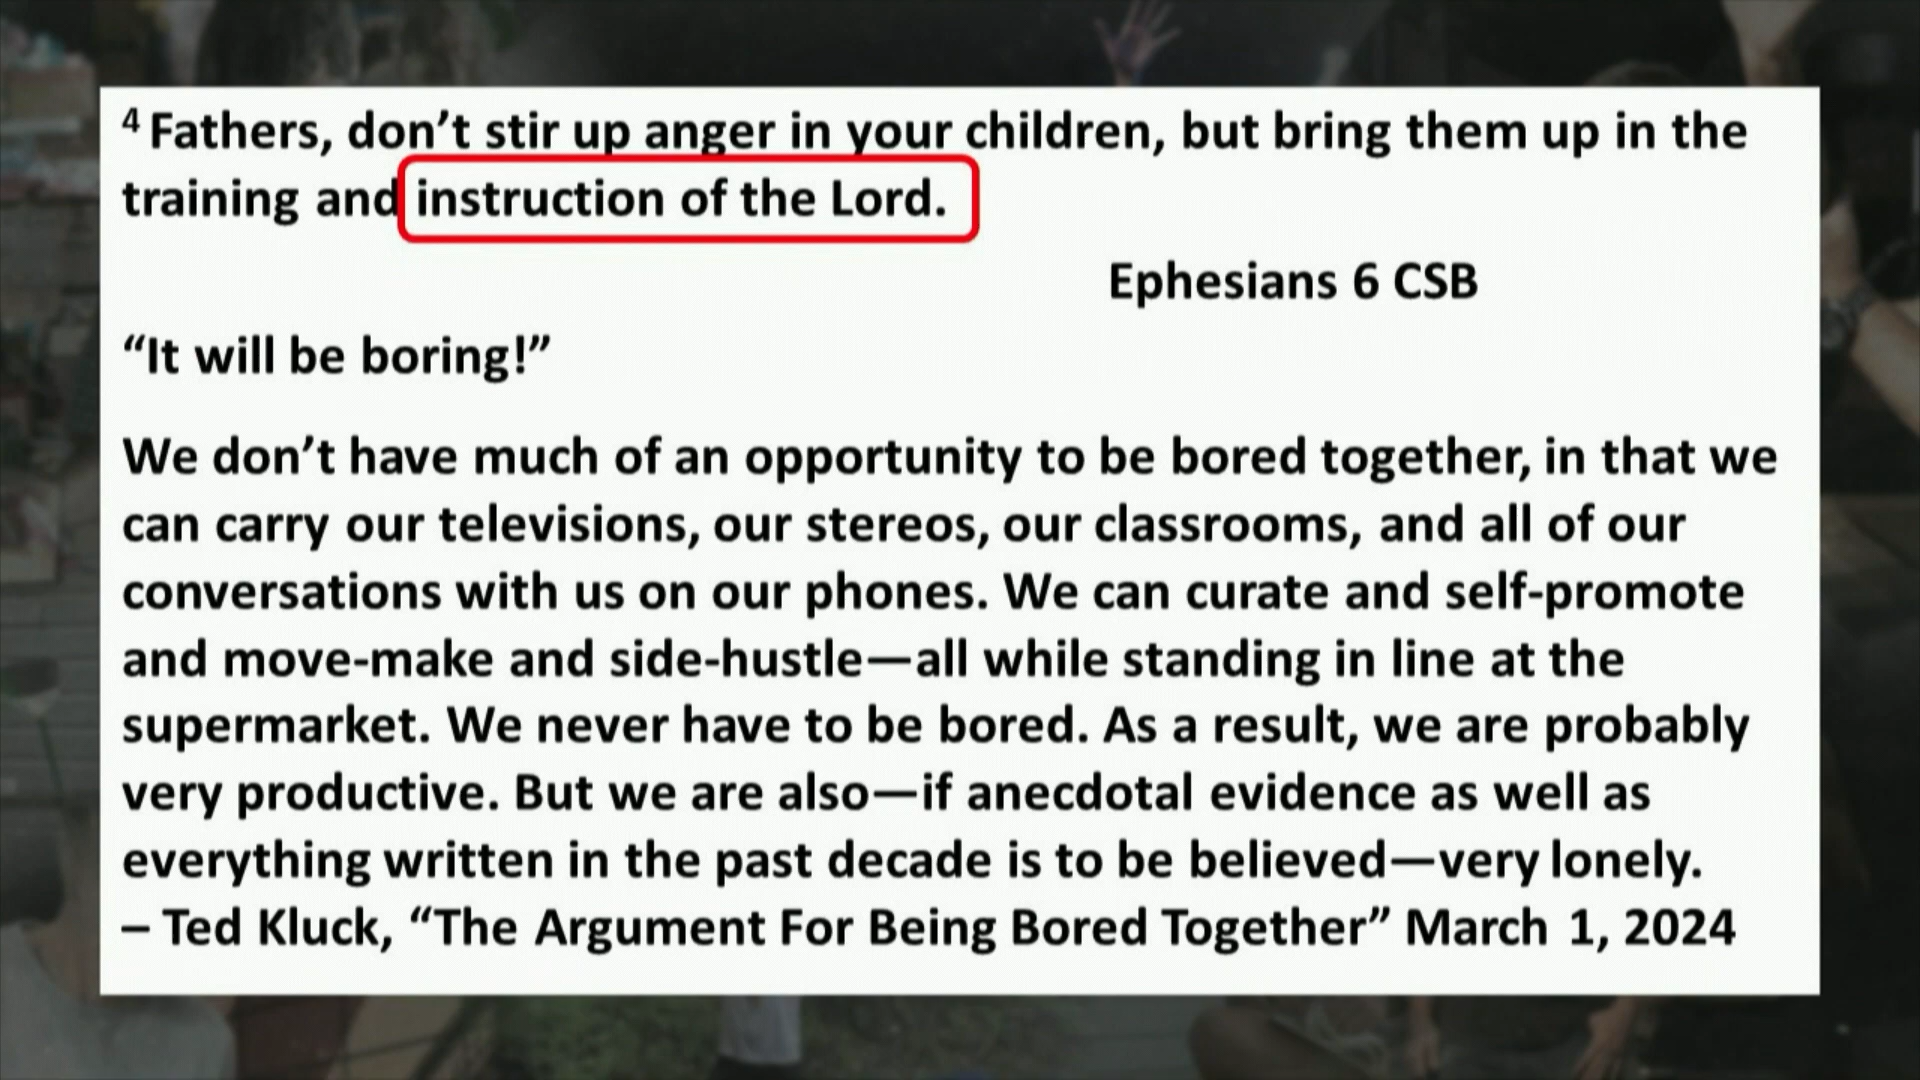 4 Fathers, don’t stir up anger in your children, but bring them up in the
training and instruction of the Lord.
Ephesians 6 CSB
“It will be boring!”
We don’t have much of an opportunity to be bored together, in that we
can carry our televisions, our stereos, our classrooms, and all of our
conversations with us on our phones. We can curate and self-promote
and move-make and side-hustle—all while standing in line at the
supermarket. We never have to be bored. As a result, we are probably
very productive. But we are also—if anecdotal evidence as well as
everything written in the past decade is to be believed—very lonely.
– Ted Kluck, “The Argument For Being Bored Together” March 1, 2024